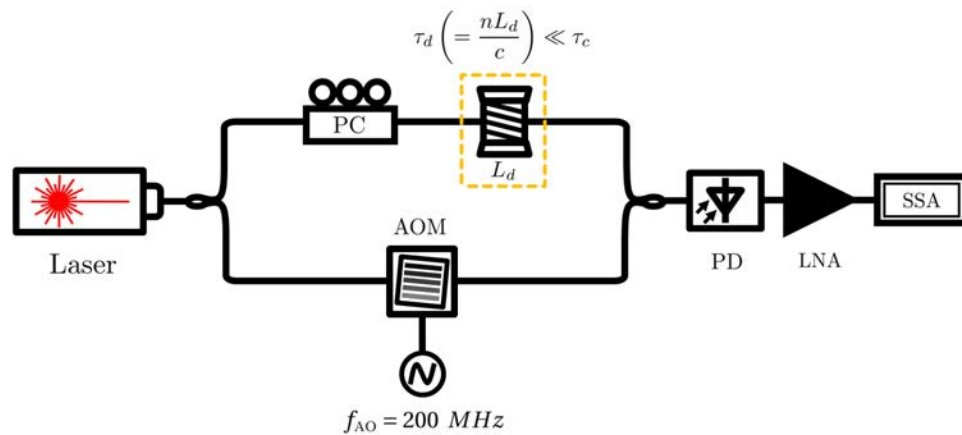 τ_d (= nL_d / c) ≪ τ_c
PC
L_d
AOM
SSA
Laser
PD
LNA
f_AO = 200 MHz